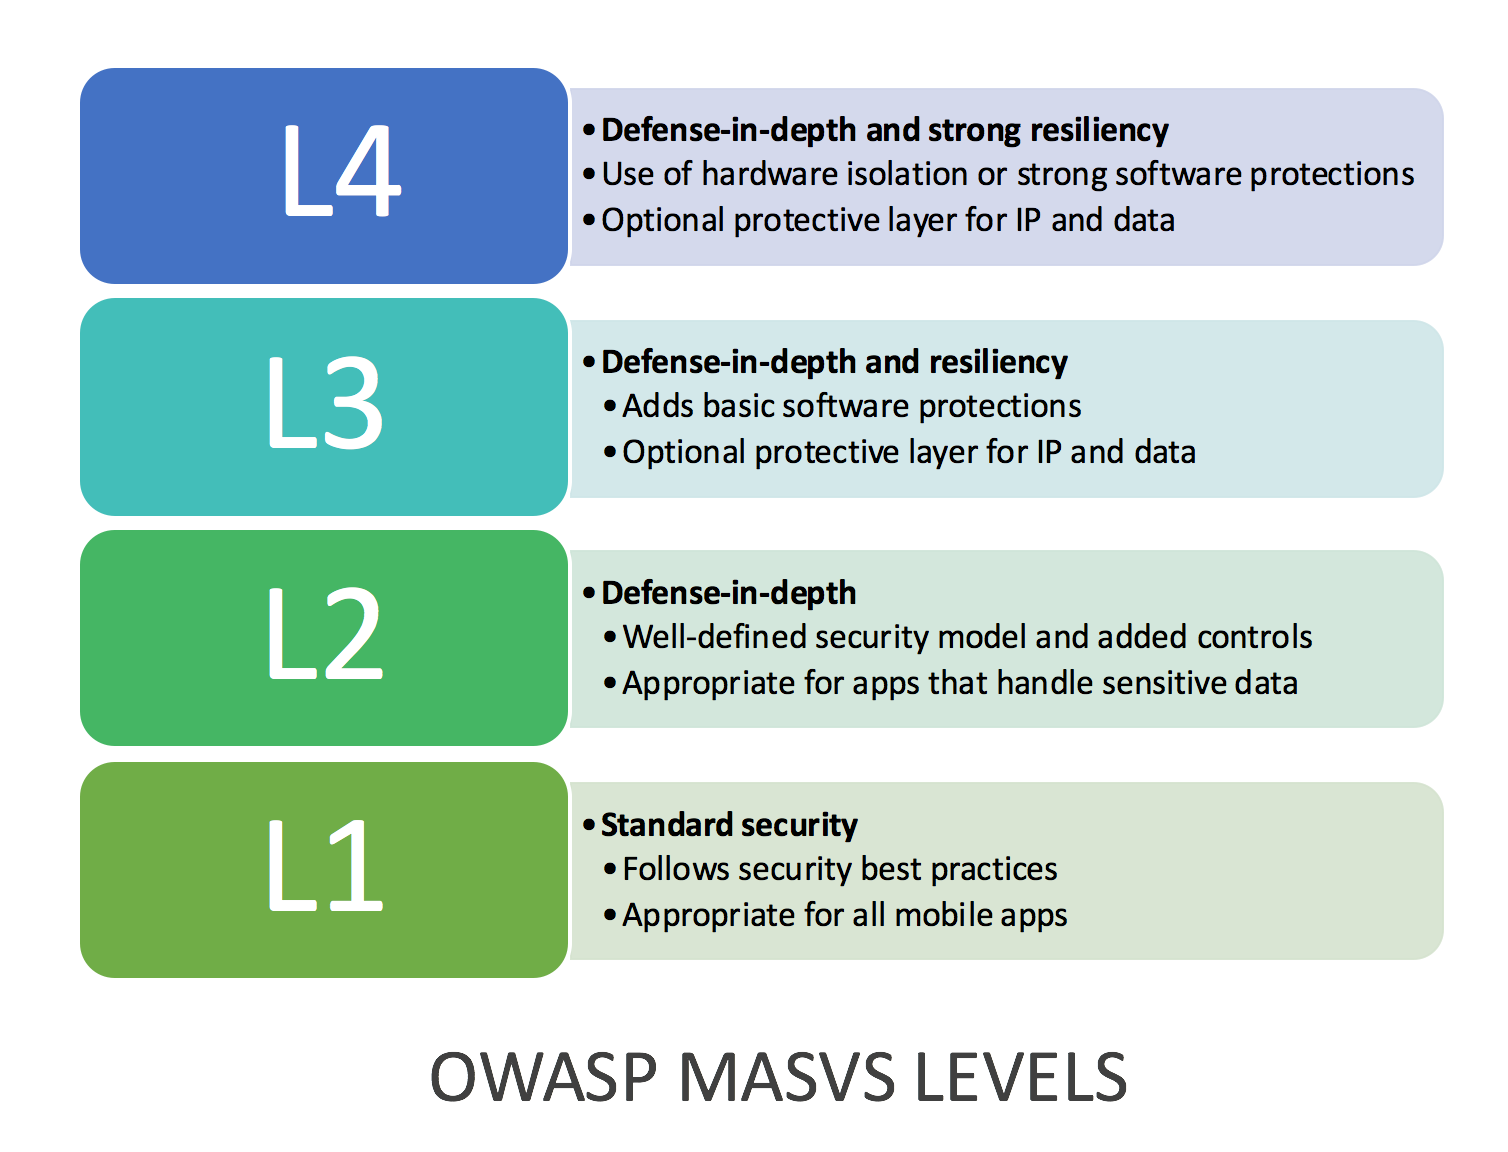 L4
• Defense-in-depth and strong resiliency
• Use of hardware isolation or strong software protections
• Optional protective layer for IP and data
L3
• Defense-in-depth and resiliency
• Adds basic software protections
• Optional protective layer for IP and data
L2
• Defense-in-depth
• Well-defined security model and added controls
• Appropriate for apps that handle sensitive data
L1
• Standard security
• Follows security best practices
• Appropriate for all mobile apps
OWASP MASVS LEVELS